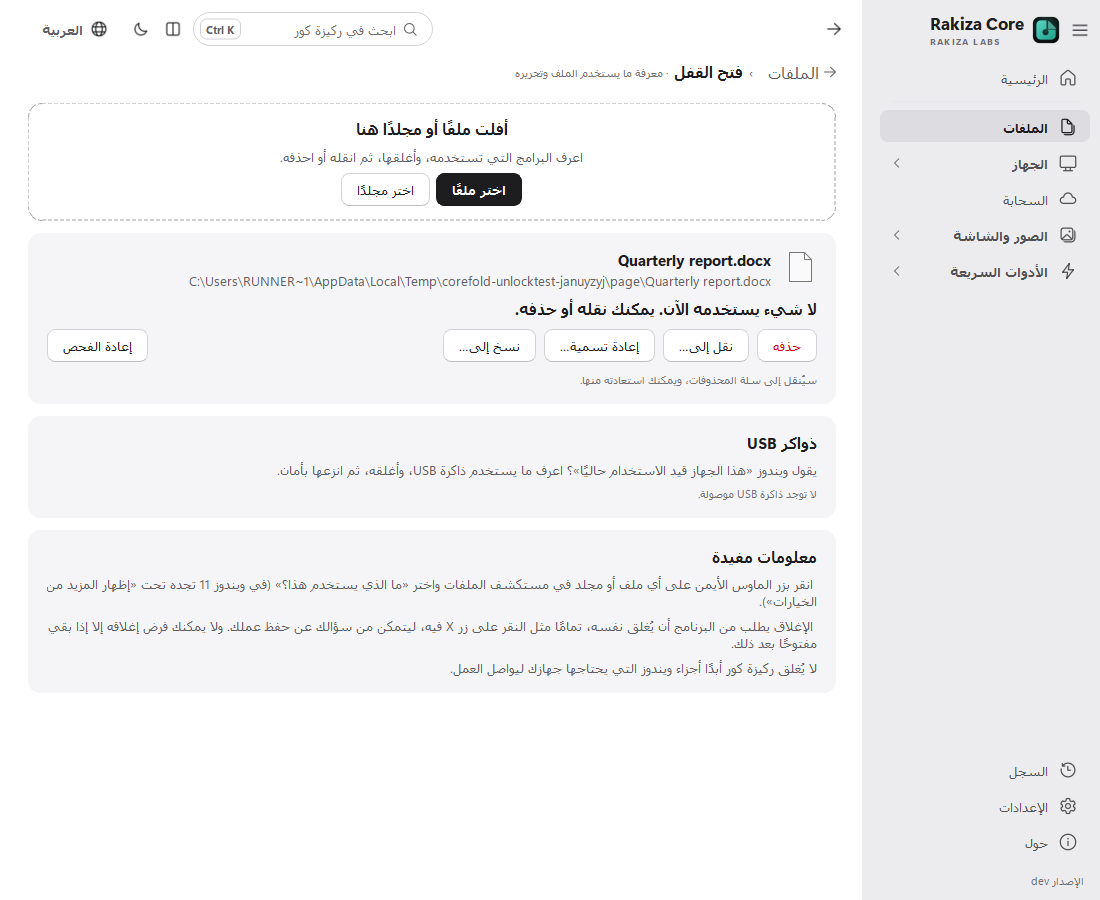 Rakiza Core
RAKIZA LABS
الرئيسية
الملفات
الجهاز
السحابة
الصور والشاشة
الأدوات السريعة
السجل
الإعدادات
حول
الإصدار dev
ابحث في ركيزة كور
Ctrl K
العربية
الملفات › فتح القفل · معرفة ما يستخدم الملف وتحريره
أفلت ملفًا أو مجلدًا هنا
اعرف البرامج التي تستخدمه، وأغلقها، ثم انقله أو احذفه.
اختر ملفًا
اختر مجلدًا
Quarterly report.docx
C:\Users\RUNNER~1\AppData\Local\Temp\corefold-unlocktest-januyzyj\page\Quarterly report.docx
لا شيء يستخدمه الآن. يمكنك نقله أو حذفه.
حذفه
نقل إلى...
إعادة تسمية...
نسخ إلى...
إعادة الفحص
سيُنقل إلى سلة المحذوفات، ويمكنك استعادته منها.
ذواكر USB
يقول ويندوز «هذا الجهاز قيد الاستخدام حاليًا»؟ اعرف ما يستخدم ذاكرة USB، وأغلقه، ثم انزعها بأمان.
لا توجد ذاكرة USB موصولة.
معلومات مفيدة
انقر بزر الماوس الأيمن على أي ملف أو مجلد في مستكشف الملفات واختر «ما الذي يستخدم هذا؟» (في ويندوز 11 تجده تحت «إظهار المزيد من
الخيارات»).
الإغلاق يطلب من البرنامج أن يُغلق نفسه، تمامًا مثل النقر على زر X فيه، ليتمكن من سؤالك عن حفظ عملك. ولا يمكنك فرض إغلاقه إلا إذا بقي
مفتوحًا بعد ذلك.
لا يُغلق ركيزة كور أبدًا أجزاء ويندوز التي يحتاجها جهازك ليواصل العمل.